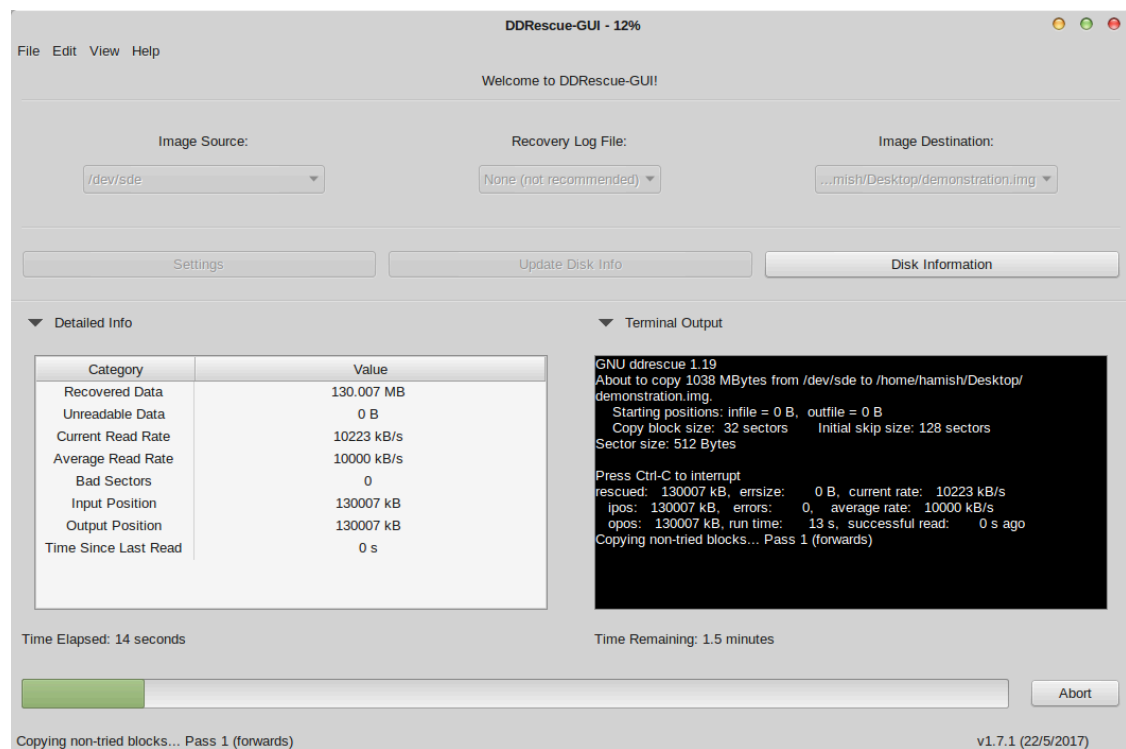 DDRescue-GUI - 12%
File Edit View Help
Welcome to DDRescue-GUI!
Image Source: Recovery Log File: Image Destination:
/dev/sde None (not recommended) ...mish/Desktop/demonstration.img
Settings Update Disk Info Disk Information
Detailed Info
Category Value
Recovered Data 130.007 MB
Unreadable Data 0 B
Current Read Rate 10223 kB/s
Average Read Rate 10000 kB/s
Bad Sectors 0
Input Position 130007 kB
Output Position 130007 kB
Time Since Last Read 0 s
Terminal Output
GNU ddrescue 1.19
About to copy 1038 MBytes from /dev/sde to /home/hamish/Desktop/
demonstration.img.
Starting positions: infile = 0 B, outfile = 0 B
Copy block size: 32 sectors Initial skip size: 128 sectors
Sector size: 512 Bytes
Press Ctrl-C to interrupt
rescued: 130007 kB, errsize: 0 B, current rate: 10223 kB/s
ipos: 130007 kB, errors: 0, average rate: 10000 kB/s
opos: 130007 kB, run time: 13 s, successful read: 0 s ago
Copying non-tried blocks... Pass 1 (forwards)
Time Elapsed: 14 seconds Time Remaining: 1.5 minutes
Abort
Copying non-tried blocks... Pass 1 (forwards) v1.7.1 (22/5/2017)